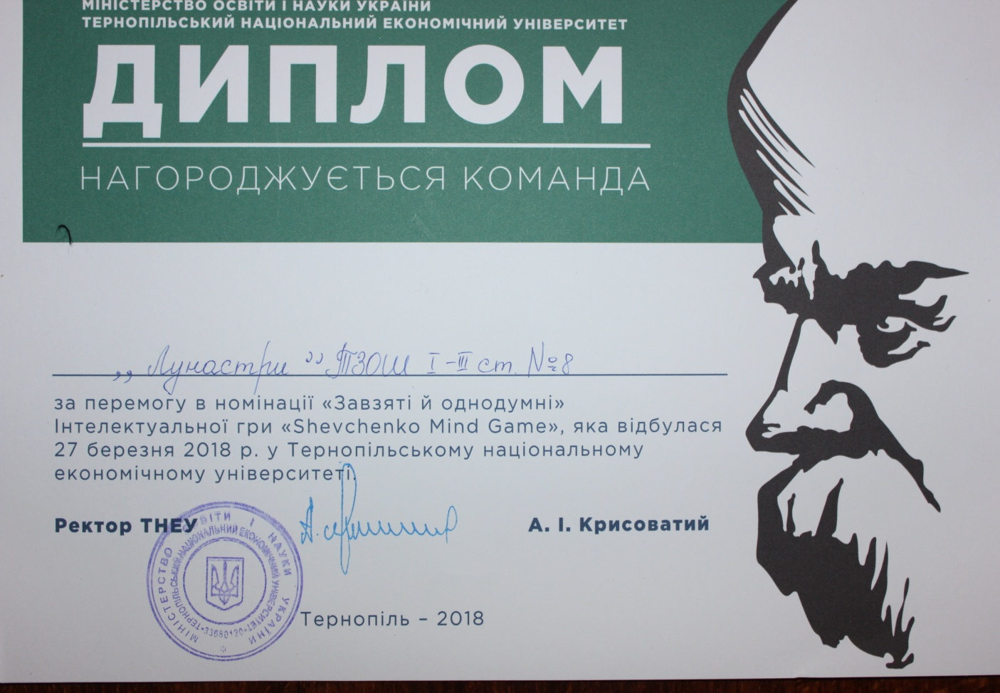 МІНІСТЕРСТВО ОСВІТИ І НАУКИ УКРАЇНИ
ТЕРНОПІЛЬСЬКИЙ НАЦІОНАЛЬНИЙ ЕКОНОМІЧНИЙ УНІВЕРСИТЕТ
ДИПЛОМ
НАГОРОДЖУЄТЬСЯ КОМАНДА
„Лунастри” ТЗОШ І-ІІІ ст. №8
за перемогу в номінації «Завзяті й однодумні»
Інтелектуальної гри «Shevchenko Mind Game», яка відбулася
27 березня 2018 р. у Тернопільському національному
економічному університеті.
Ректор ТНЕУ А. І. Крисоватий
МІНІСТЕРСТВО ОСВІТИ І НАУКИ УКРАЇНИ
ТЕРНОПІЛЬСЬКИЙ НАЦІОНАЛЬНИЙ ЕКОНОМІЧНИЙ УНІВЕРСИТЕТ
33680120
Тернопіль – 2018